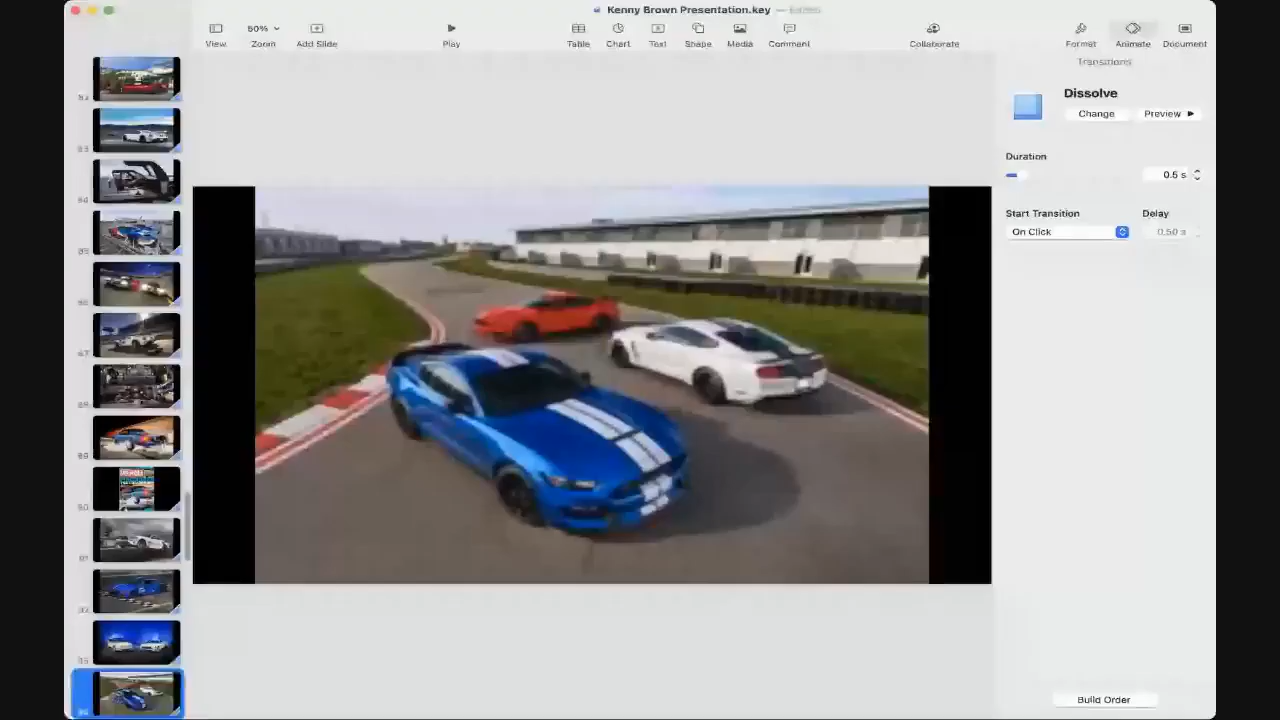 Kenny Brown Presentation.key — Edited
50%
View
Zoom
Add Slide
Play
Table
Chart
Text
Shape
Media
Comment
Collaborate
Format
Animate
Document
Transitions
Dissolve
Change
Preview
Duration
0.5 s
Start Transition
Delay
On Click
0.50 s
Build Order